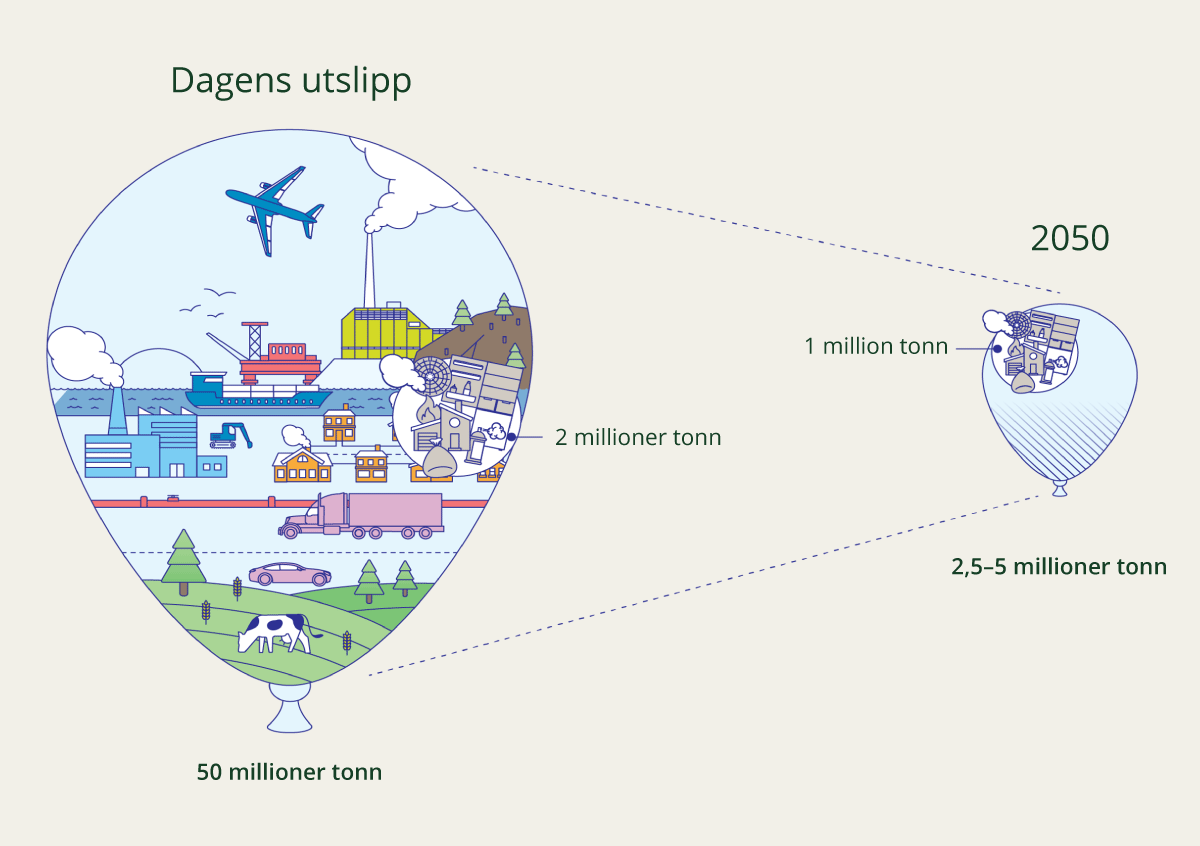 Dagens utslipp
2050
1 million tonn
2 millioner tonn
2,5–5 millioner tonn
50 millioner tonn